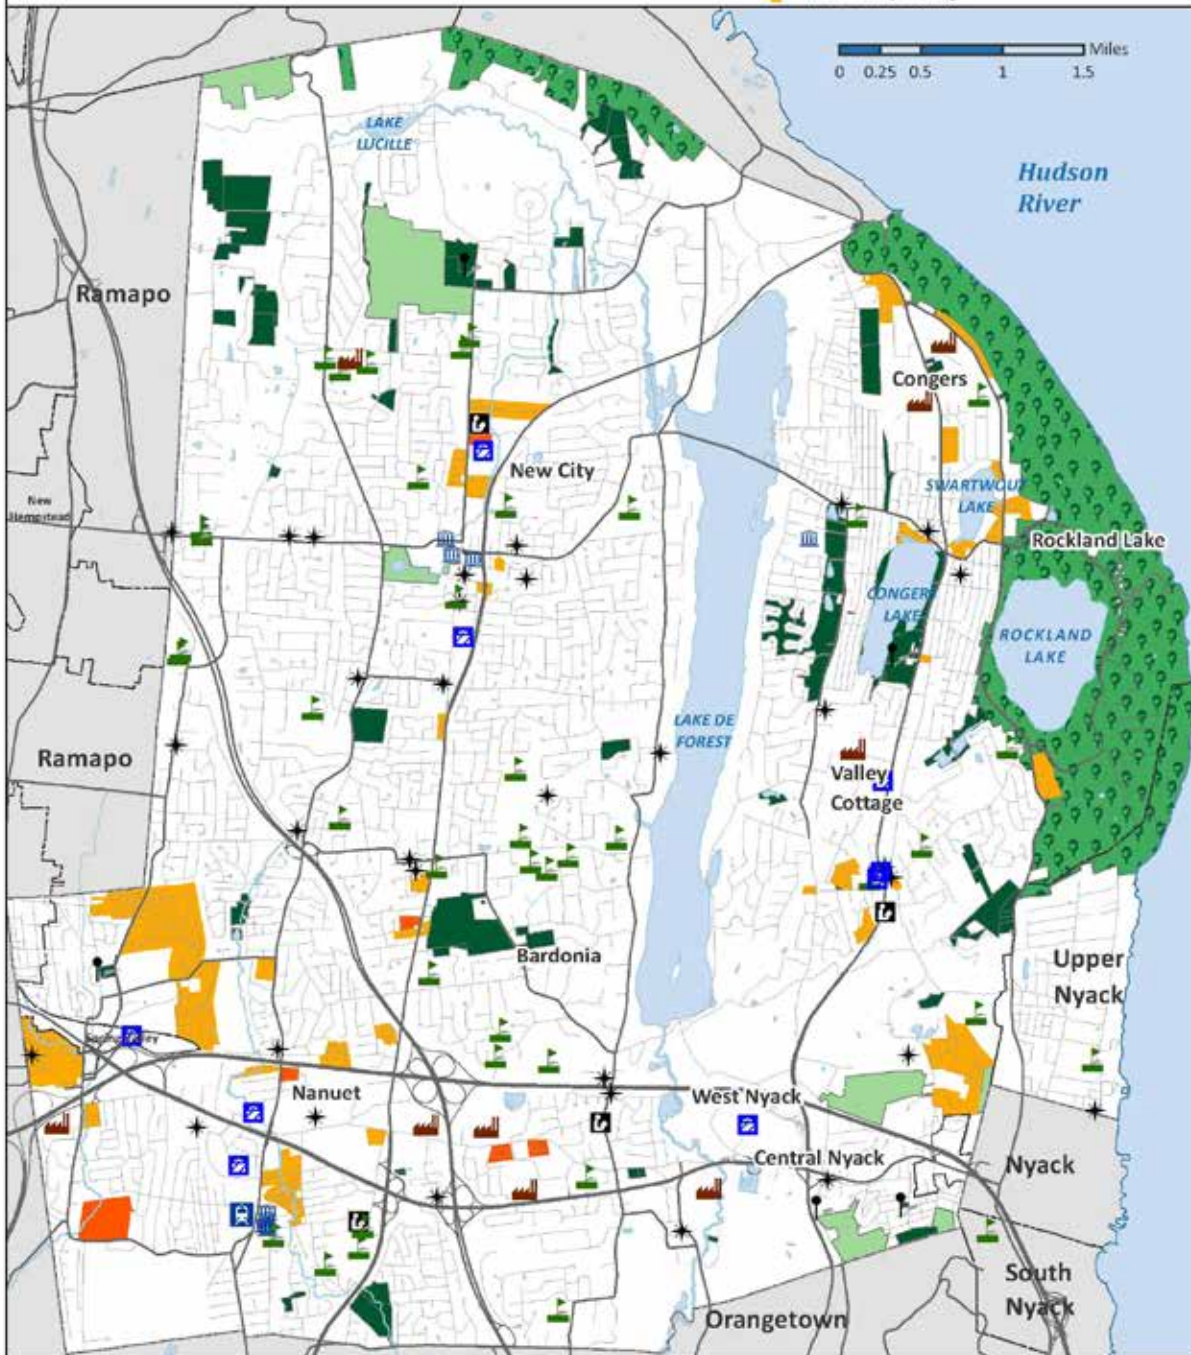 Miles
0 0.25 0.5 1 1.5
LAKE
LUCILLE
Hudson
River
Ramapo
Congers
New City
SWARTWOUT
LAKE
New
Hempstead
Rockland Lake
CONGERS
LAKE
ROCKLAND
LAKE
LAKE DE
FOREST
Ramapo
Valley
Cottage
Bardonia
Upper
Nyack
Nanuet
West Nyack
Central Nyack
Nyack
South
Nyack
Orangetown